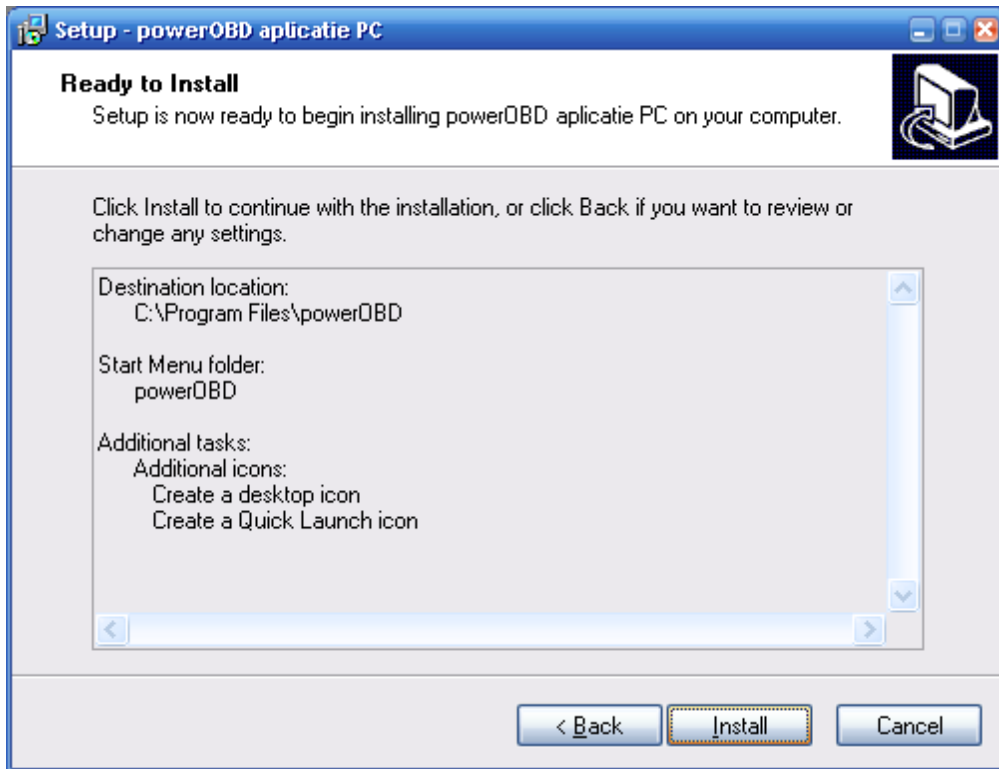 Setup - powerOBD aplicatie PC
Ready to Install
Setup is now ready to begin installing powerOBD aplicatie PC on your computer.
Click Install to continue with the installation, or click Back if you want to review or
change any settings.
Destination location:
C:\Program Files\powerOBD
Start Menu folder:
powerOBD
Additional tasks:
Additional icons:
Create a desktop icon
Create a Quick Launch icon
< Back
Install
Cancel